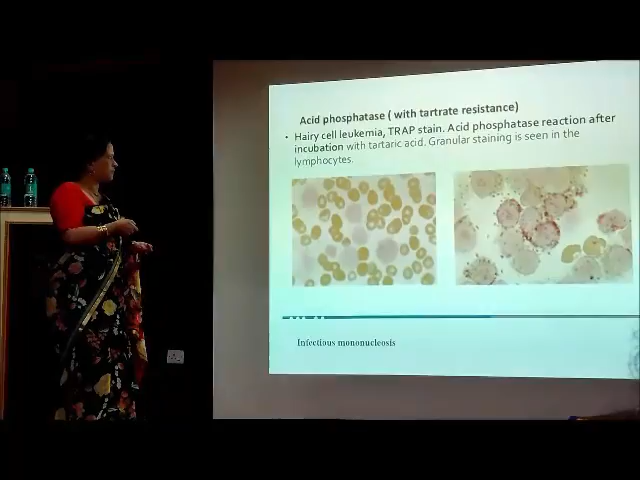 Acid phosphatase ( with tartrate resistance)
• Hairy cell leukemia, TRAP stain. Acid phosphatase reaction after
incubation with tartaric acid. Granular staining is seen in the
lymphocytes.
Infectious mononucleosis